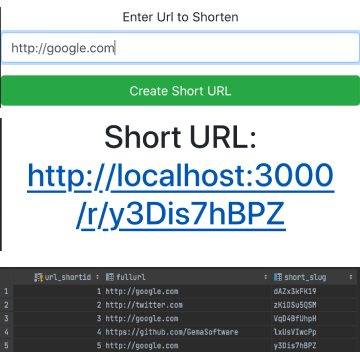 Enter Url to Shorten
http://google.com
Create Short URL
Short URL:
http://localhost:3000
/r/y3Dis7hBPZ
url_shortid fullurl short_slug
1 1 http://google.com dAZx3kFK19
2 2 http://twitter.com zKiDSu5QSM
3 3 http://google.com VqD4BfUhpH
4 4 https://github.com/GemaSoftware lxUsVIwcPp
5 5 http://google.com y3Dis7hBPZ